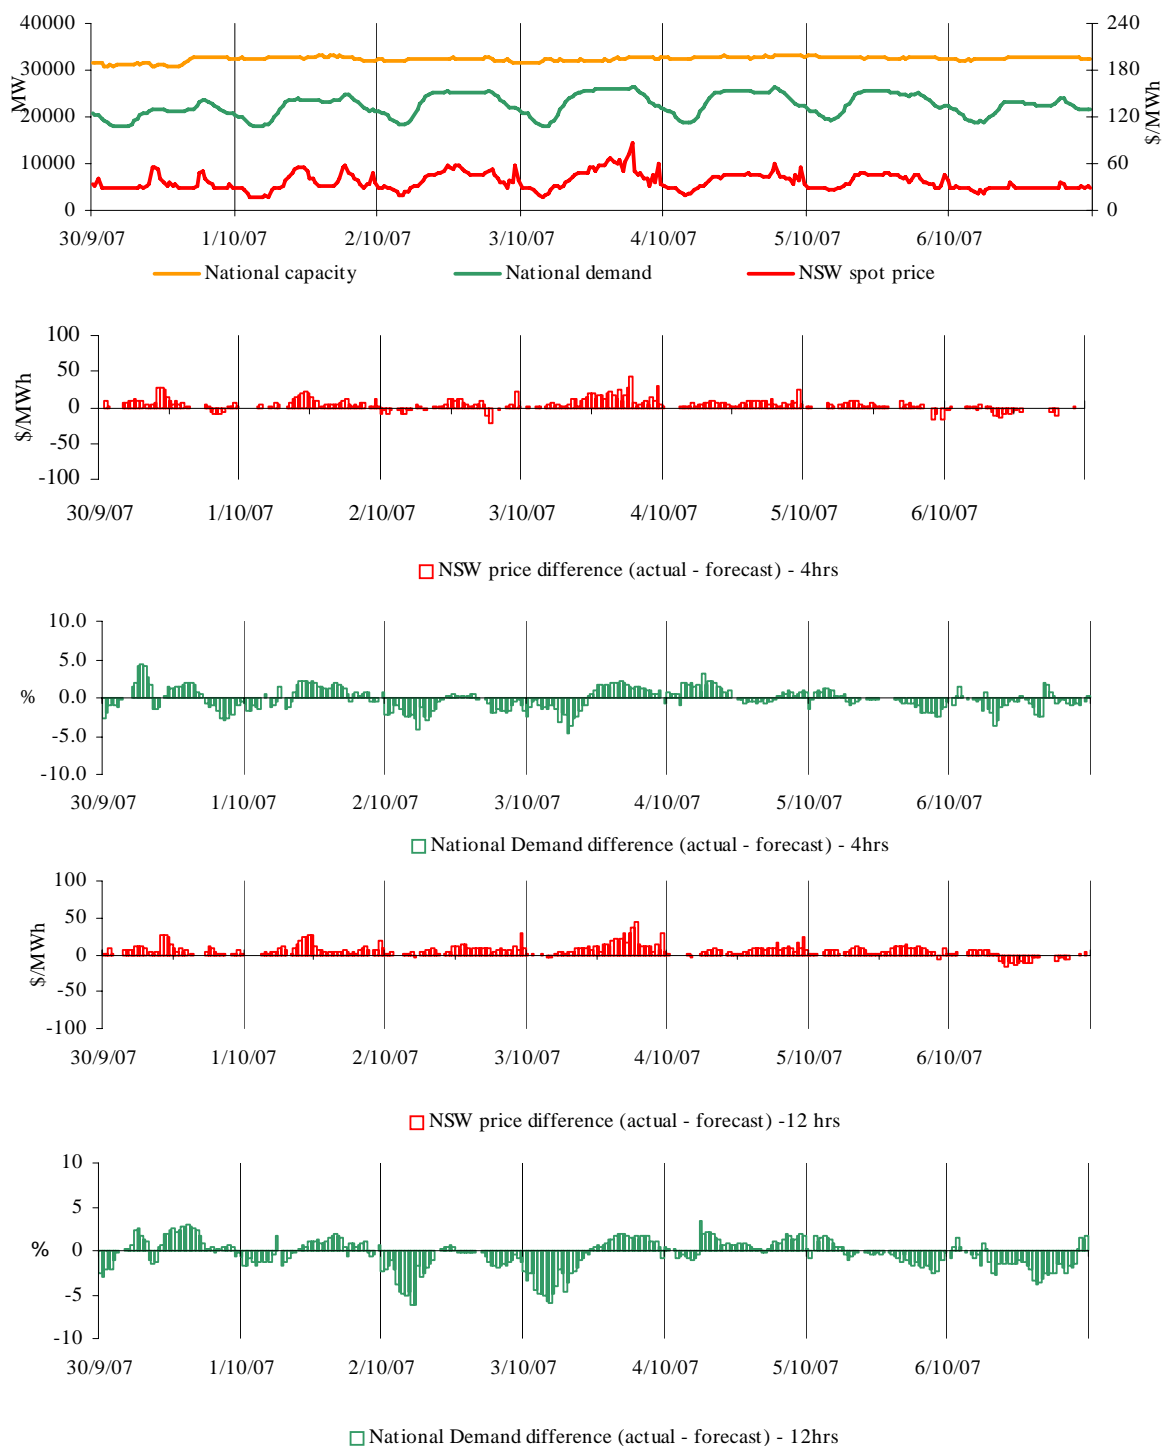 40000
30000
20000
10000
0
MW
240
180
120
60
0
$/MWh
30/9/07 1/10/07 2/10/07 3/10/07 4/10/07 5/10/07 6/10/07
National capacity National demand NSW spot price
100
50
0
-50
-100
$/MWh
30/9/07 1/10/07 2/10/07 3/10/07 4/10/07 5/10/07 6/10/07
NSW price difference (actual - forecast) - 4hrs
10.0
5.0
0.0
-5.0
-10.0
%
30/9/07 1/10/07 2/10/07 3/10/07 4/10/07 5/10/07 6/10/07
National Demand difference (actual - forecast) - 4hrs
100
50
0
-50
-100
$/MWh
30/9/07 1/10/07 2/10/07 3/10/07 4/10/07 5/10/07 6/10/07
NSW price difference (actual - forecast) -12 hrs
10
5
0
-5
-10
%
30/9/07 1/10/07 2/10/07 3/10/07 4/10/07 5/10/07 6/10/07
National Demand difference (actual - forecast) - 12hrs